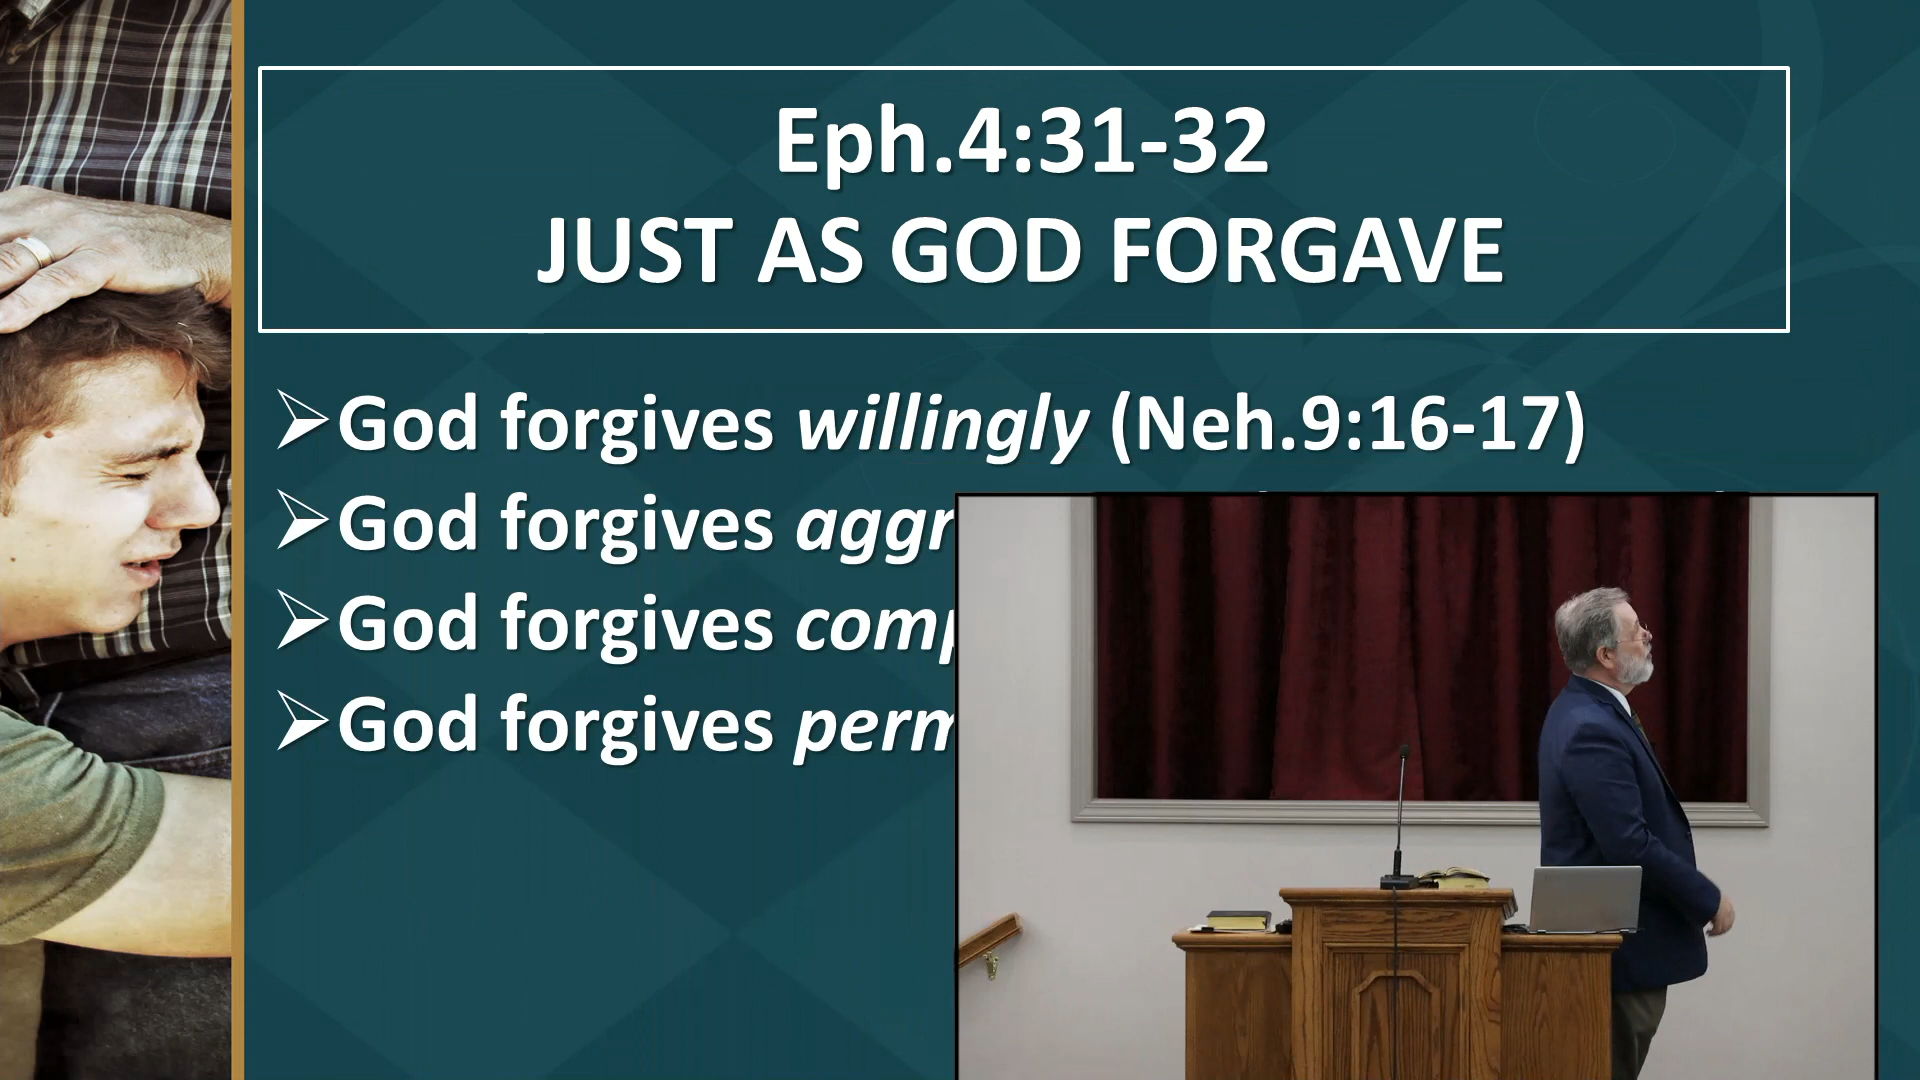 Eph.4:31-32
JUST AS GOD FORGAVE
God forgives willingly (Neh.9:16-17)
God forgives
God forgives
God forgives